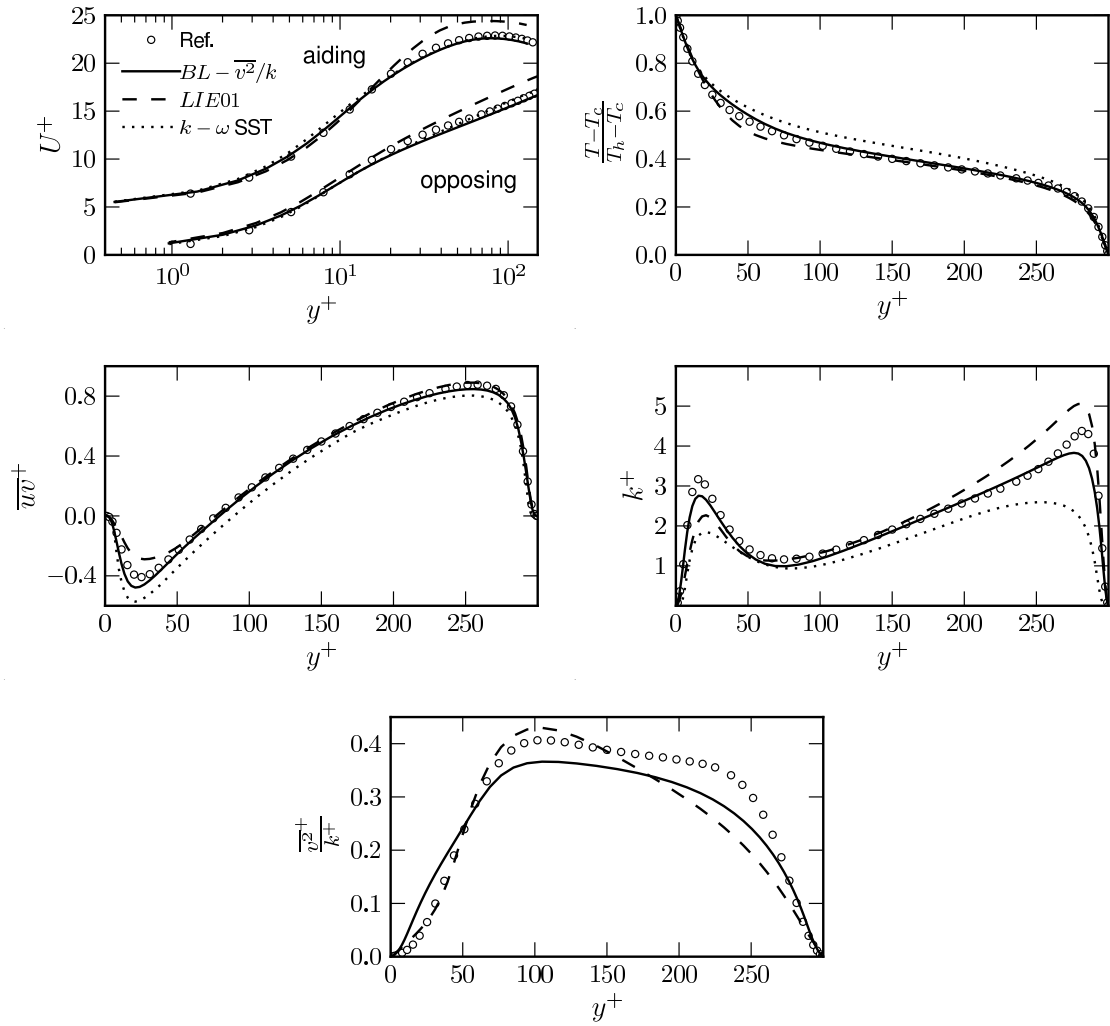 25
20
15
10
5
0
U⁺
Ref.
BL − v̅²/k
LIE01
k − ω SST
aiding
opposing
10⁰ 10¹ 10²
y⁺
1.0
0.8
0.6
0.4
0.2
0.0
T−T_c / T_h−T_c
0 50 100 150 200 250
y⁺
0.8
0.4
0.0
−0.4
u̅v̅⁺
0 50 100 150 200 250
y⁺
5
4
3
2
1
k⁺
0 50 100 150 200 250
y⁺
0.4
0.3
0.2
0.1
0.0
v̅²⁺ / k⁺
0 50 100 150 200 250
y⁺